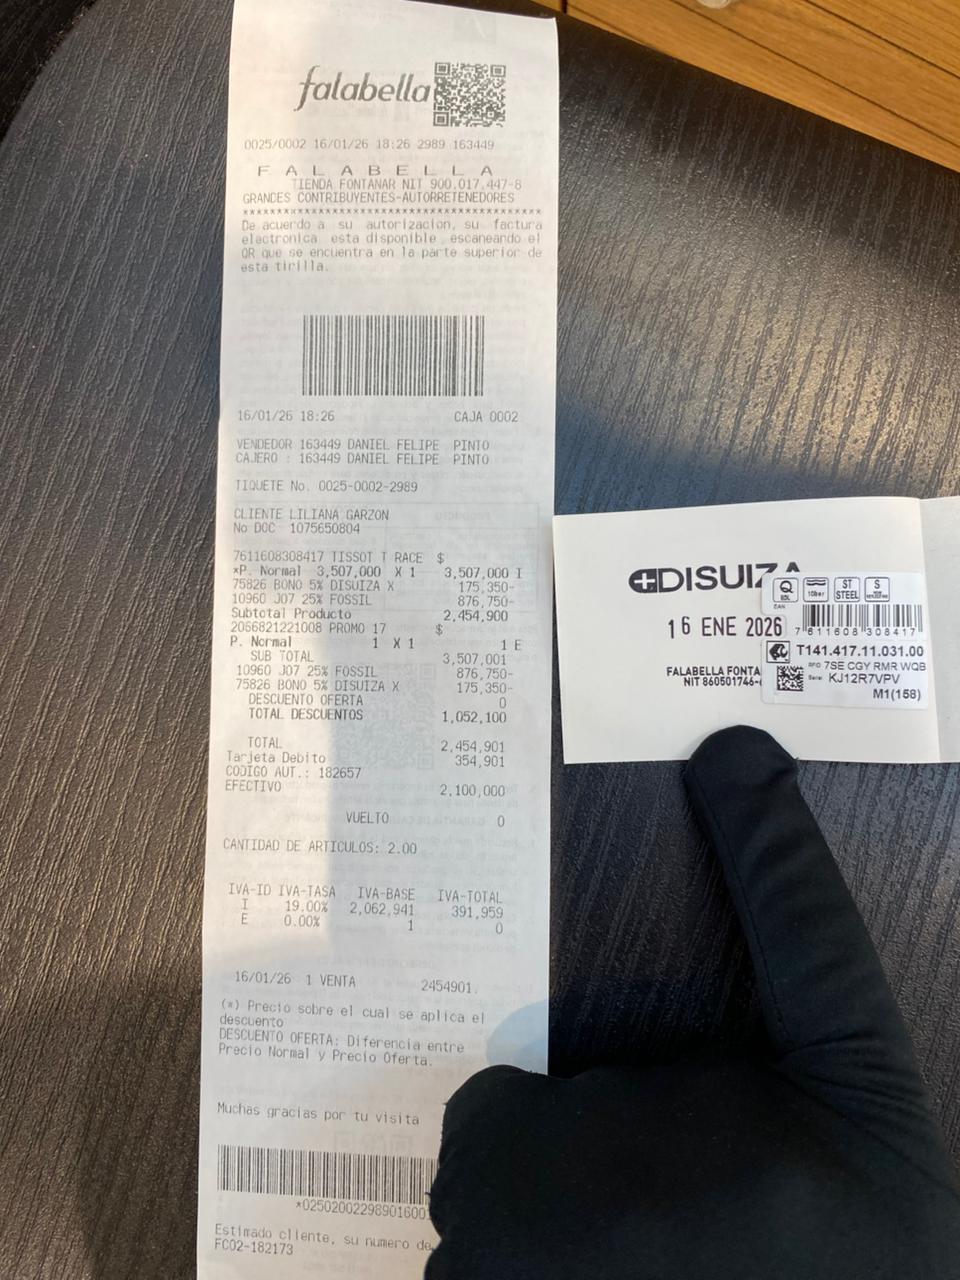 falabella
0025/0002 16/01/26 18:26 2989 163449
F A L A B E L L A
TIENDA FONTANAR NIT 900.017.447-8
GRANDES CONTRIBUYENTES-AUTORRETENEDORES
De acuerdo a su autorizacion, su factura
electronica esta disponible, escaneando el
QR que se encuentra en la parte superior de
esta tirilla.
16/01/26 18:26 CAJA 0002
VENDEDOR 163449 DANIEL FELIPE PINTO
CAJERO : 163449 DANIEL FELIPE PINTO
TIQUETE No. 0025-0002-2989
CLIENTE LILIANA GARZON
No DOC 1075650804
7611608308417 TISSOT T RACE $
*P. Normal 3,507,000 X 1 3,507,000 I
75826 BONO 5% DISUIZA X 175,350-
10960 J07 25% FOSSIL 876,750-
Subtotal Producto 2,454,900
2066821221008 PROMO 17 $
P. Normal 1 X 1 1 E
SUB TOTAL 3,507,001
10960 J07 25% FOSSIL 876,750-
75826 BONO 5% DISUIZA X 175,350-
DESCUENTO OFERTA 0
TOTAL DESCUENTOS 1,052,100
TOTAL 2,454,901
Tarjeta Debito 354,901
CODIGO AUT.: 182657
EFECTIVO 2,100,000
VUELTO 0
CANTIDAD DE ARTICULOS: 2.00
IVA-ID IVA-TASA IVA-BASE IVA-TOTAL
I 19.00% 2,062,941 391,959
E 0.00% 1 0
16/01/26 1 VENTA 2454901.
(*) Precio sobre el cual se aplica el
descuento
DESCUENTO OFERTA: Diferencia entre
Precio Normal y Precio Oferta.
Muchas gracias por tu visita
Estimado cliente, su numero de
FC02-182173
DISUIZA
16 ENE 2026
FALABELLA FONTA
NIT 860501746-
Q
EOL
10bar
ST
STEEL
S
EAN
7 611608 308417
T141.417.11.031.00
RFID 7SE CGY RMR WQB
Serial KJ12R7VPV
M1(158)